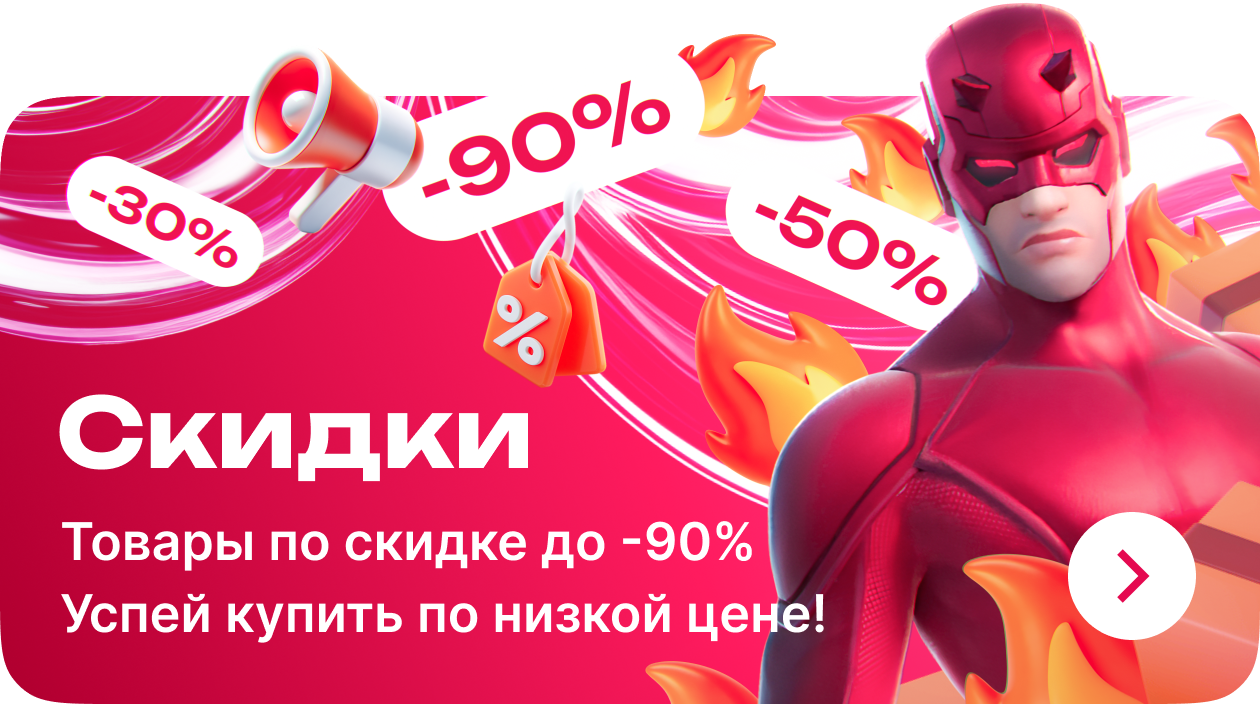 -90%
-30%
-50%
%
Скидки
Товары по скидке до -90%
Успей купить по низкой цене!